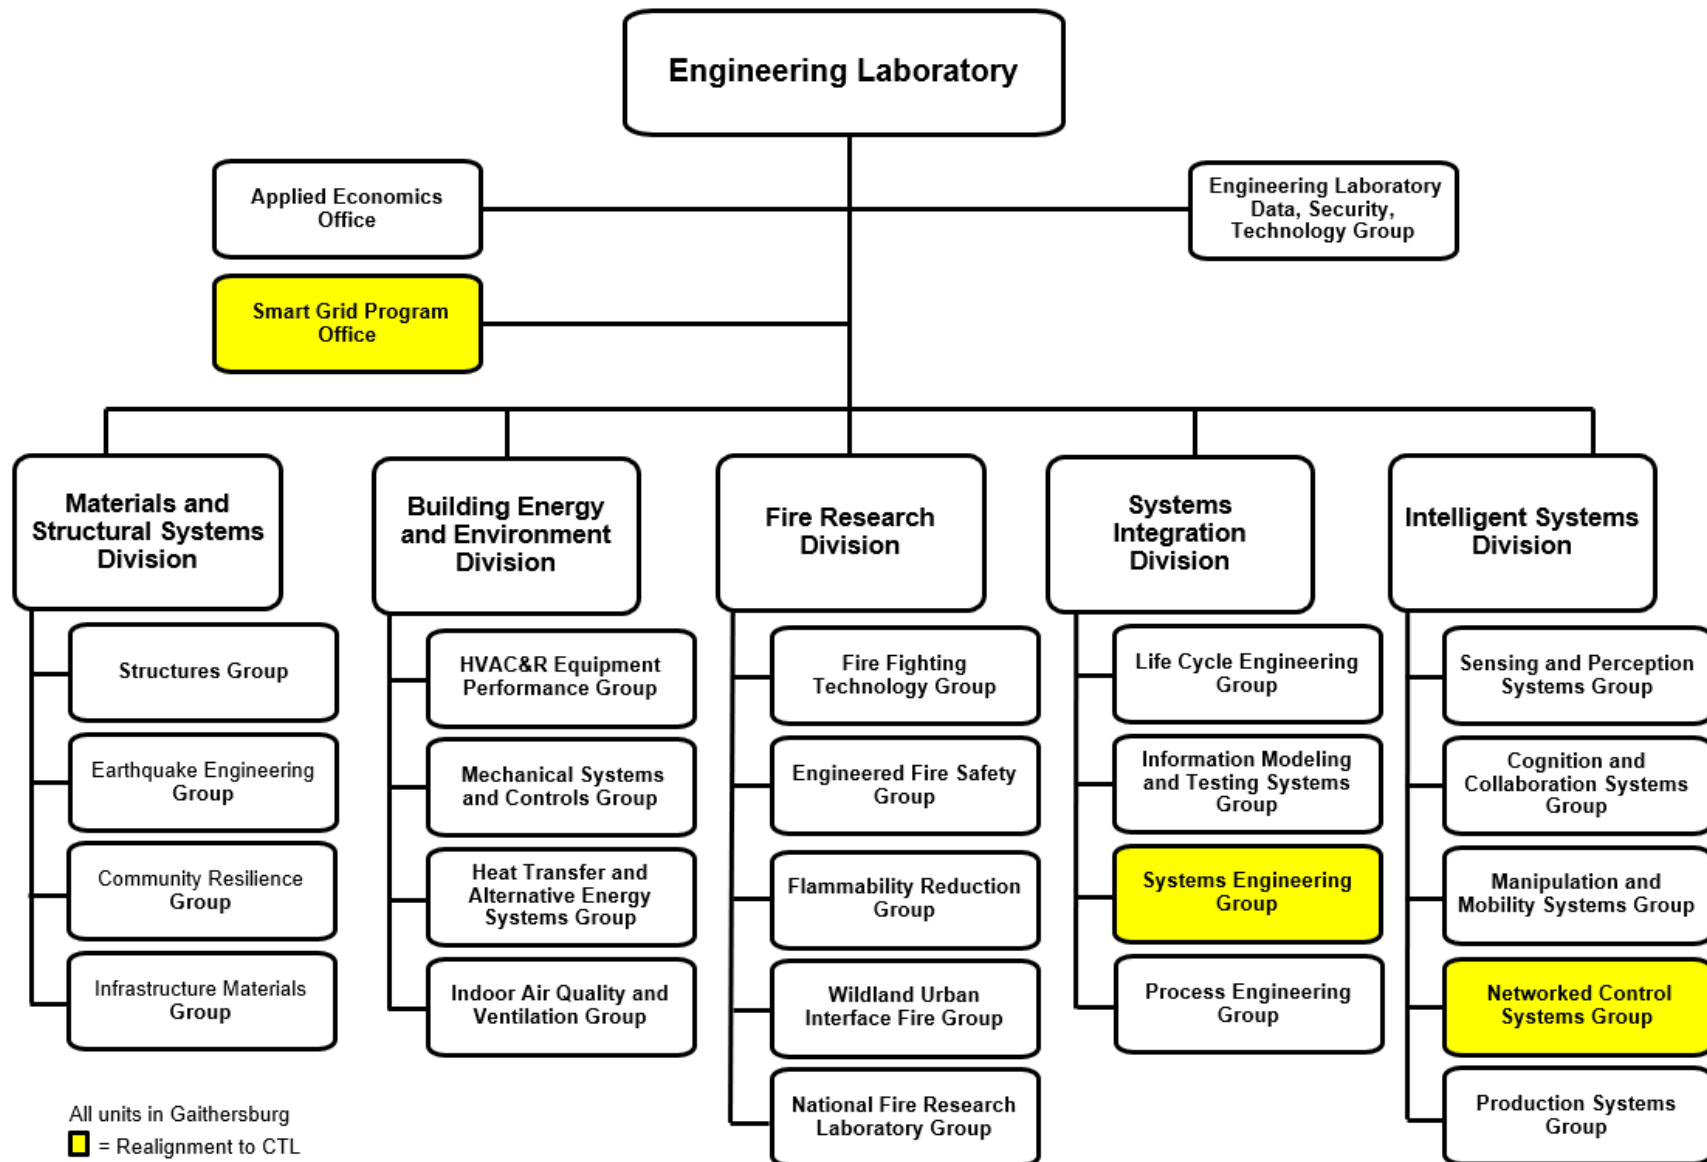 Engineering Laboratory
Applied Economics
Office
Engineering Laboratory
Data, Security,
Technology Group
Smart Grid Program
Office
Materials and
Structural Systems
Division
Structures Group
Earthquake Engineering
Group
Community Resilience
Group
Infrastructure Materials
Group
Building Energy
and Environment
Division
HVAC&R Equipment
Performance Group
Mechanical Systems
and Controls Group
Heat Transfer and
Alternative Energy
Systems Group
Indoor Air Quality and
Ventilation Group
Fire Research
Division
Fire Fighting
Technology Group
Engineered Fire Safety
Group
Flammability Reduction
Group
Wildland Urban
Interface Fire Group
National Fire Research
Laboratory Group
Systems
Integration
Division
Life Cycle Engineering
Group
Information Modeling
and Testing Systems
Group
Systems Engineering
Group
Process Engineering
Group
Intelligent Systems
Division
Sensing and Perception
Systems Group
Cognition and
Collaboration Systems
Group
Manipulation and
Mobility Systems Group
Networked Control
Systems Group
Production Systems
Group
All units in Gaithersburg
= Realignment to CTL